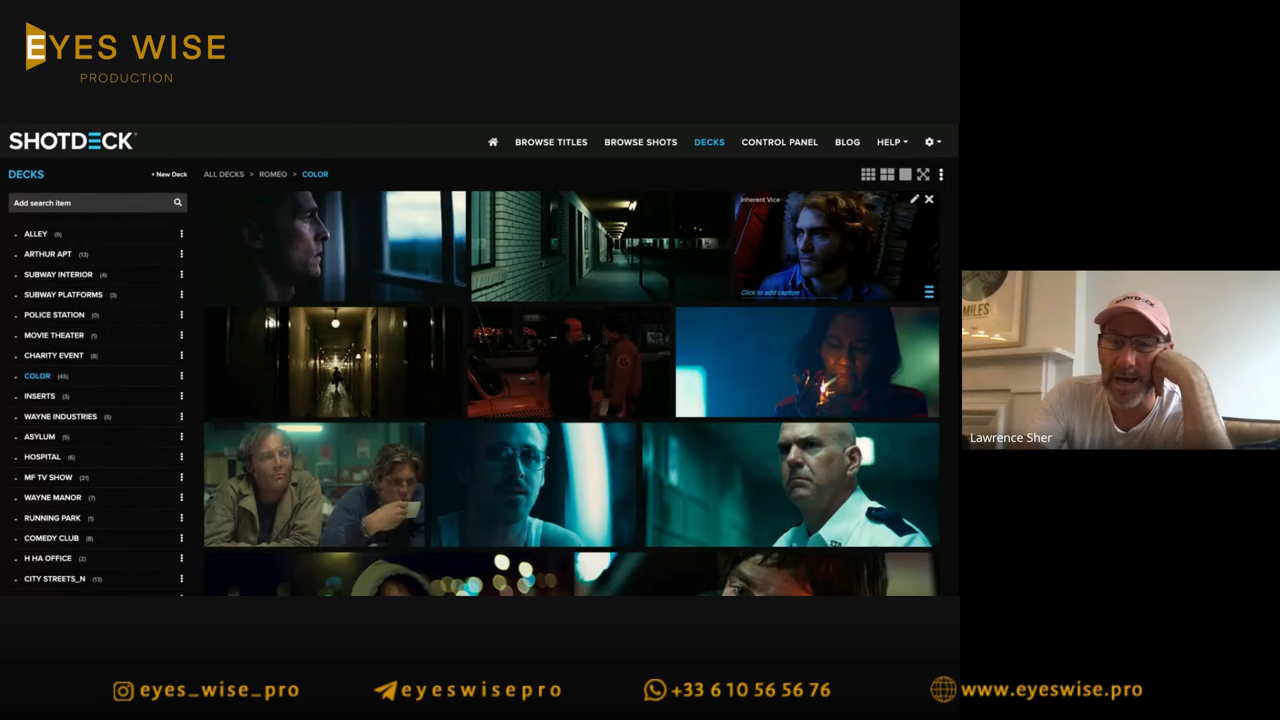 EYES WISE
PRODUCTION
SHOTDECK
BROWSE TITLES BROWSE SHOTS DECKS CONTROL PANEL BLOG HELP
DECKS + New Deck
ALL DECKS > ROMEO > COLOR
Add search item
Inherent Vice
Click to add caption
ALLEY (9)
ARTHUR APT (13)
SUBWAY INTERIOR (4)
SUBWAY PLATFORMS (3)
POLICE STATION (0)
MOVIE THEATER (1)
CHARITY EVENT (8)
COLOR (45)
INSERTS (3)
WAYNE INDUSTRIES (5)
ASYLUM (5)
HOSPITAL (6)
MF TV SHOW (31)
WAYNE MANOR (7)
RUNNING PARK (1)
COMEDY CLUB (8)
H HA OFFICE (2)
CITY STREETS_N (13)
MILES
SHOTDECK
Lawrence Sher
eyes_wise_pro
eyeswisepro
+33 6 10 56 56 76
www.eyeswise.pro